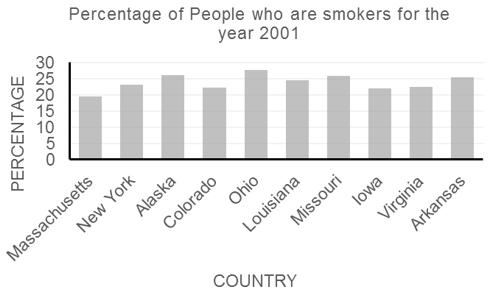 Percentage of People who are smokers for the
year 2001
30
25
20
15
10
5
0
PERCENTAGE
Massachusetts
New York
Alaska
Colorado
Ohio
Louisiana
Missouri
Iowa
Virginia
Arkansas
COUNTRY